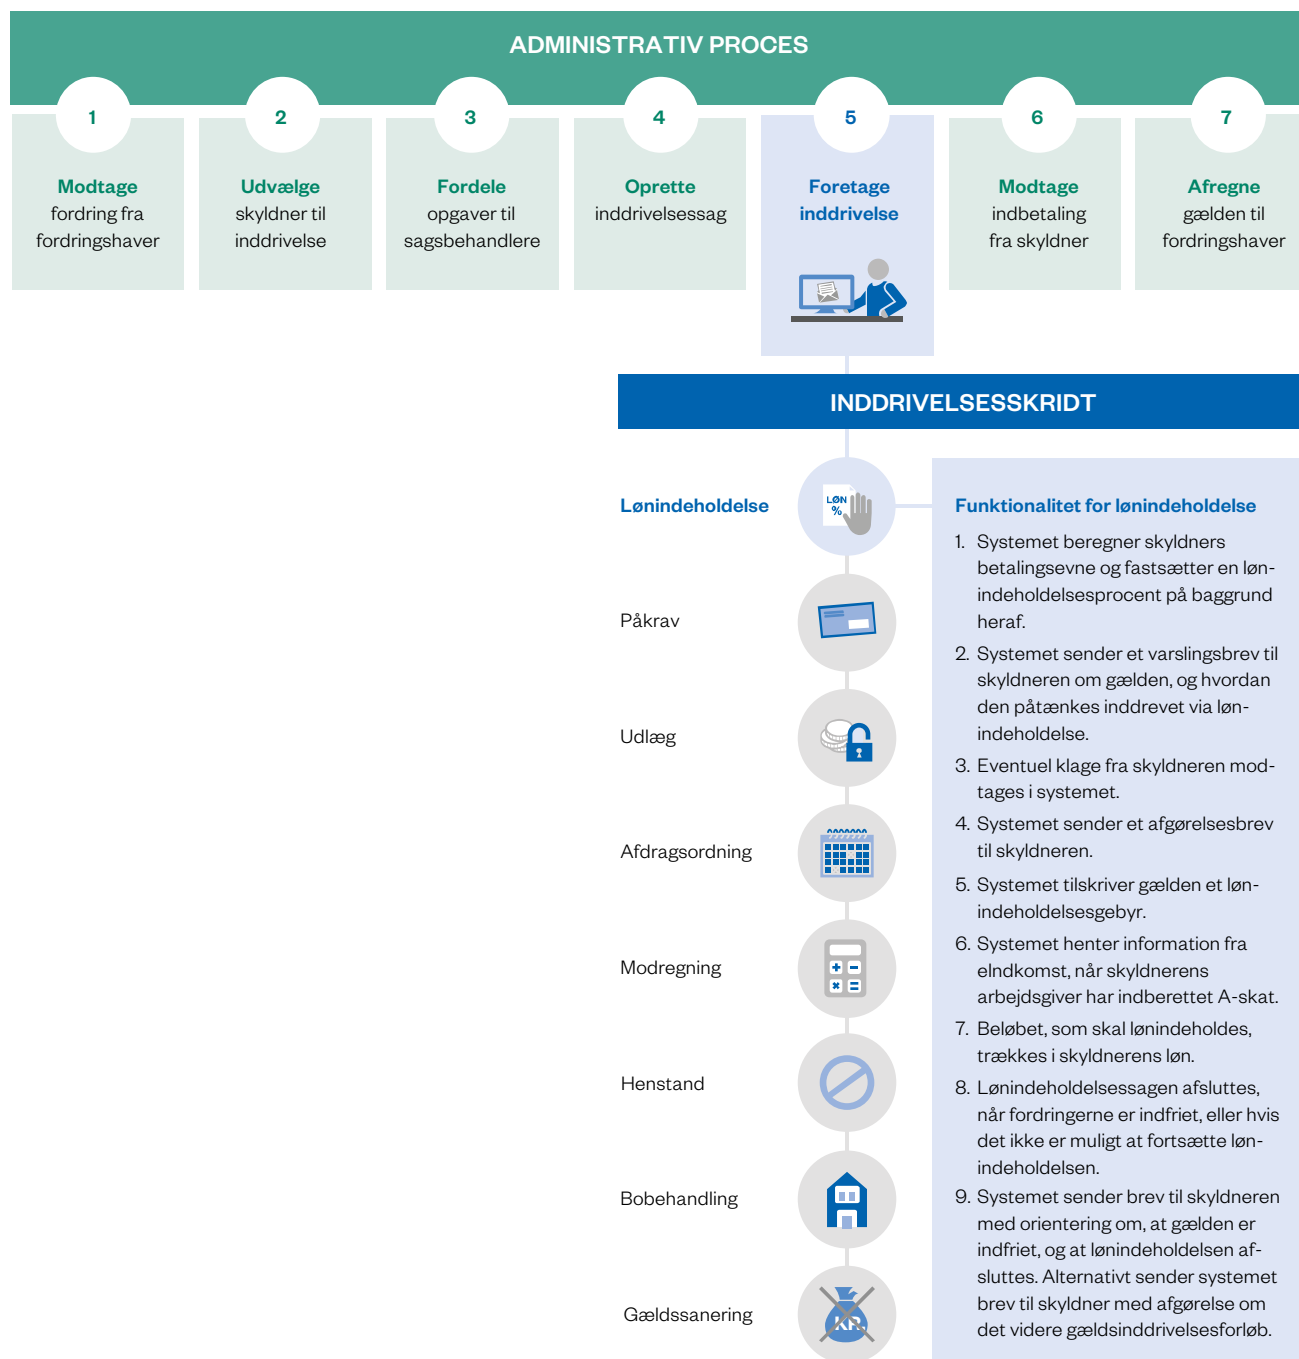 ADMINISTRATIV PROCES
1
Modtage
fordring fra
fordringshaver
2
Udvælge
skyldner til
inddrivelse
3
Fordele
opgaver til
sagsbehandlere
4
Oprette
inddrivelsessag
5
Foretage
inddrivelse
6
Modtage
indbetaling
fra skyldner
7
Afregne
gælden til
fordringshaver
INDDRIVELSESSKRIDT
Lønindeholdelse
LØN
%
Påkrav
Udlæg
Afdragsordning
Modregning
Henstand
Bobehandling
Gældssanering
KR.
Funktionalitet for lønindeholdelse
1. Systemet beregner skyldners
betalingsevne og fastsætter en løn-
indeholdelsesprocent på baggrund
heraf.
2. Systemet sender et varslingsbrev til
skyldneren om gælden, og hvordan
den påtænkes inddrevet via løn-
indeholdelse.
3. Eventuel klage fra skyldneren mod-
tages i systemet.
4. Systemet sender et afgørelsesbrev
til skyldneren.
5. Systemet tilskriver gælden et løn-
indeholdelsesgebyr.
6. Systemet henter information fra
eIndkomst, når skyldnerens
arbejdsgiver har indberettet A-skat.
7. Beløbet, som skal lønindeholdes,
trækkes i skyldnerens løn.
8. Lønindeholdelsessagen afsluttes,
når fordringerne er indfriet, eller hvis
det ikke er muligt at fortsætte løn-
indeholdelsen.
9. Systemet sender brev til skyldneren
med orientering om, at gælden er
indfriet, og at lønindeholdelsen af-
sluttes. Alternativt sender systemet
brev til skyldner med afgørelse om
det videre gældsinddrivelsesforløb.